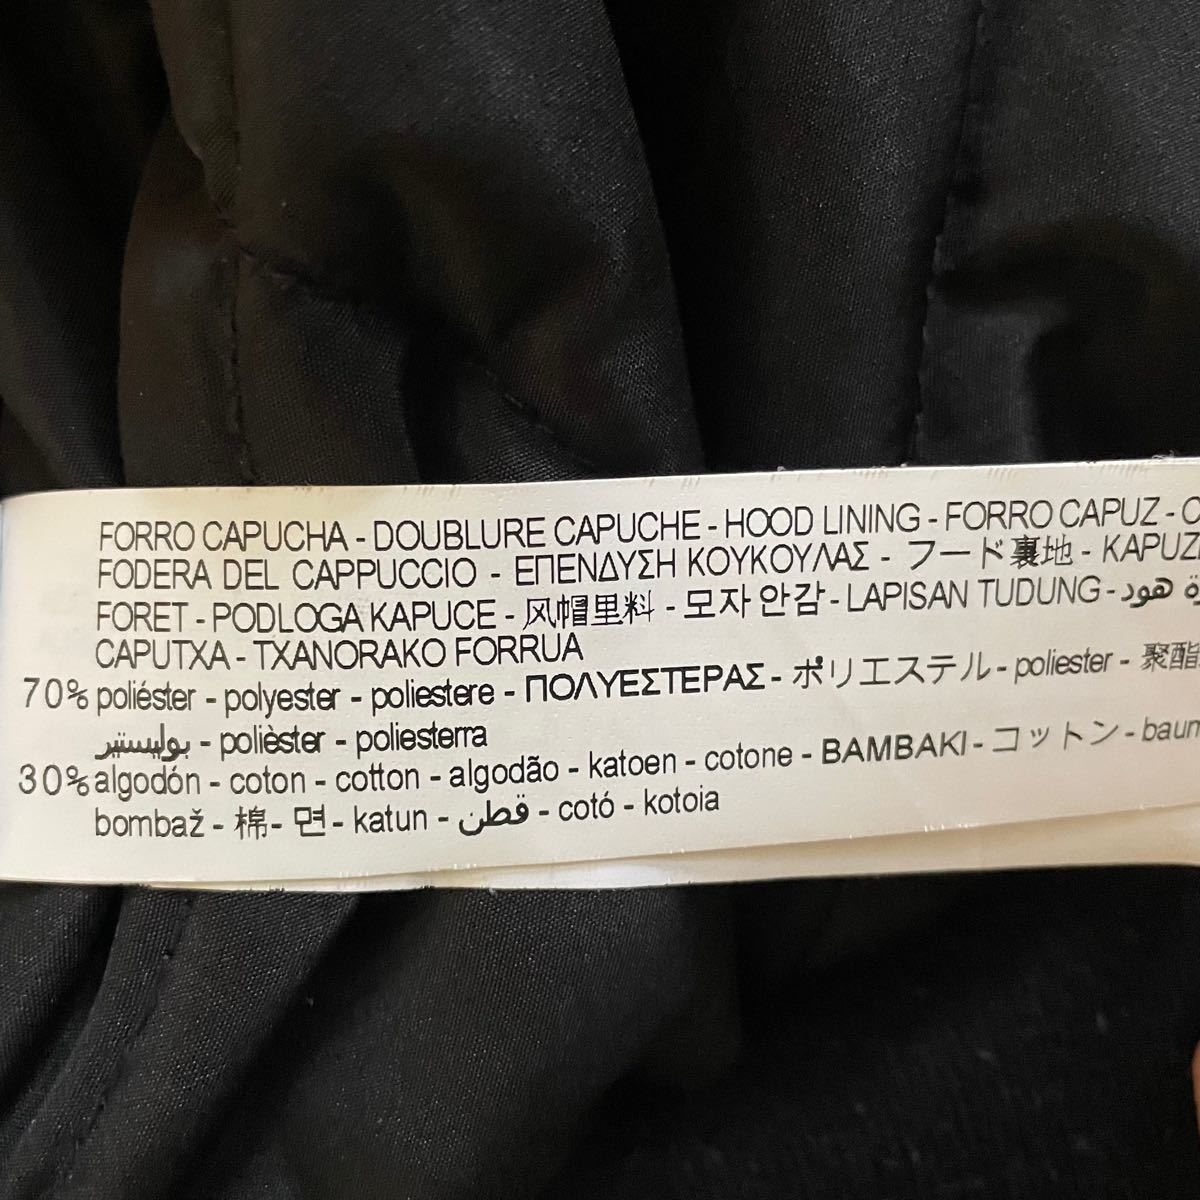 FORRO CAPUCHA - DOUBLURE CAPUCHE - HOOD LINING - FORRO CAPUZ -
FODERA DEL CAPPUCCIO - ΕΠΕΝΔΥΣΗ ΚΟΥΚΟΥΛΑΣ - フード裏地 -
FORET - PODLOGA KAPUCE - 风帽里料 - 모자 안감 - LAPISAN TUDUNG - هود
CAPUTXA - TXANORAKO FORRUA
70% poliéster - polyester - poliestere - ΠΟΛΥΕΣΤΕΡΑΣ - ポリエステル - poliester - 聚酯
بوليستير - polièster - poliesterra
30% algodón - coton - cotton - algodão - katoen - cotone - BAMBAKI - コットン -
bombaž - 棉 - 면 - katun - قطن - cotó - kotoia